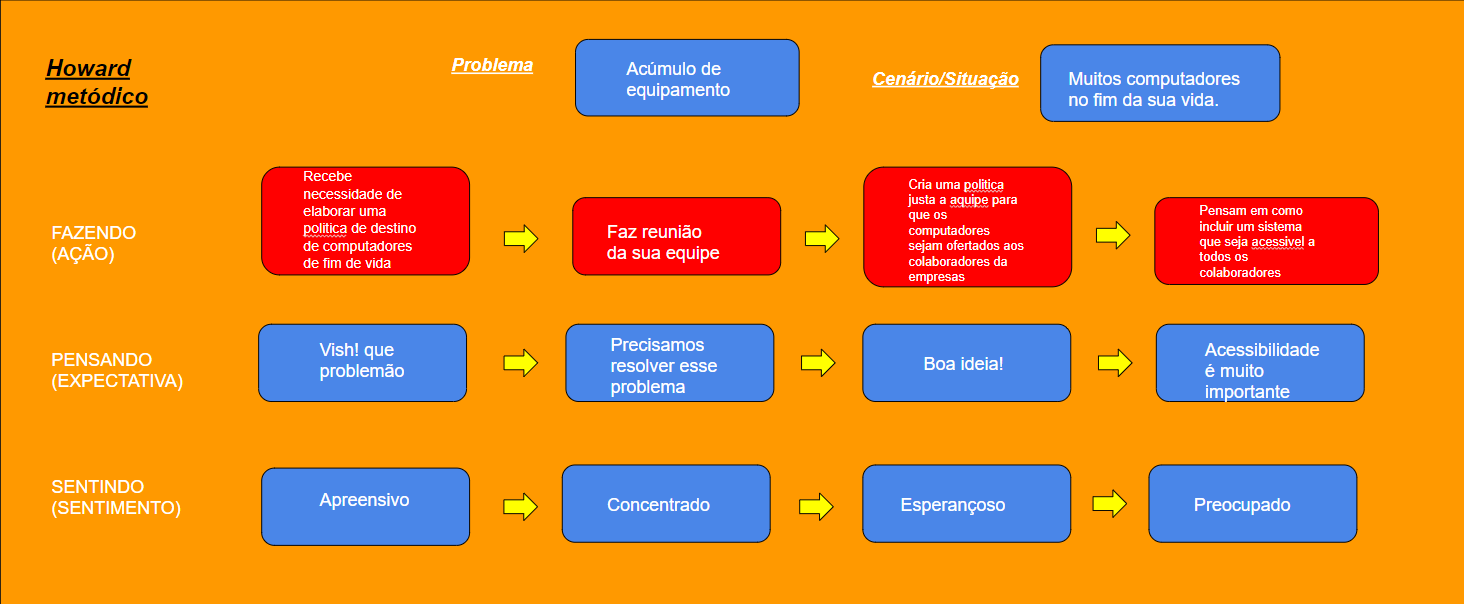 Howard
metódico
Problema
Acúmulo de
equipamento
Cenário/Situação
Muitos computadores
no fim da sua vida.
FAZENDO
(AÇÃO)
Recebe
necessidade de
elaborar uma
politica de destino
de computadores
de fim de vida
Faz reunião
da sua equipe
Cria uma politica
justa a aquipe para
que os
computadores
sejam ofertados aos
colaboradores da
empresas
Pensam em como
incluir um sistema
que seja acessivel a
todos os
colaboradores
PENSANDO
(EXPECTATIVA)
Vish! que
problemão
Precisamos
resolver esse
problema
Boa ideia!
Acessibilidade
é muito
importante
SENTINDO
(SENTIMENTO)
Apreensivo
Concentrado
Esperançoso
Preocupado